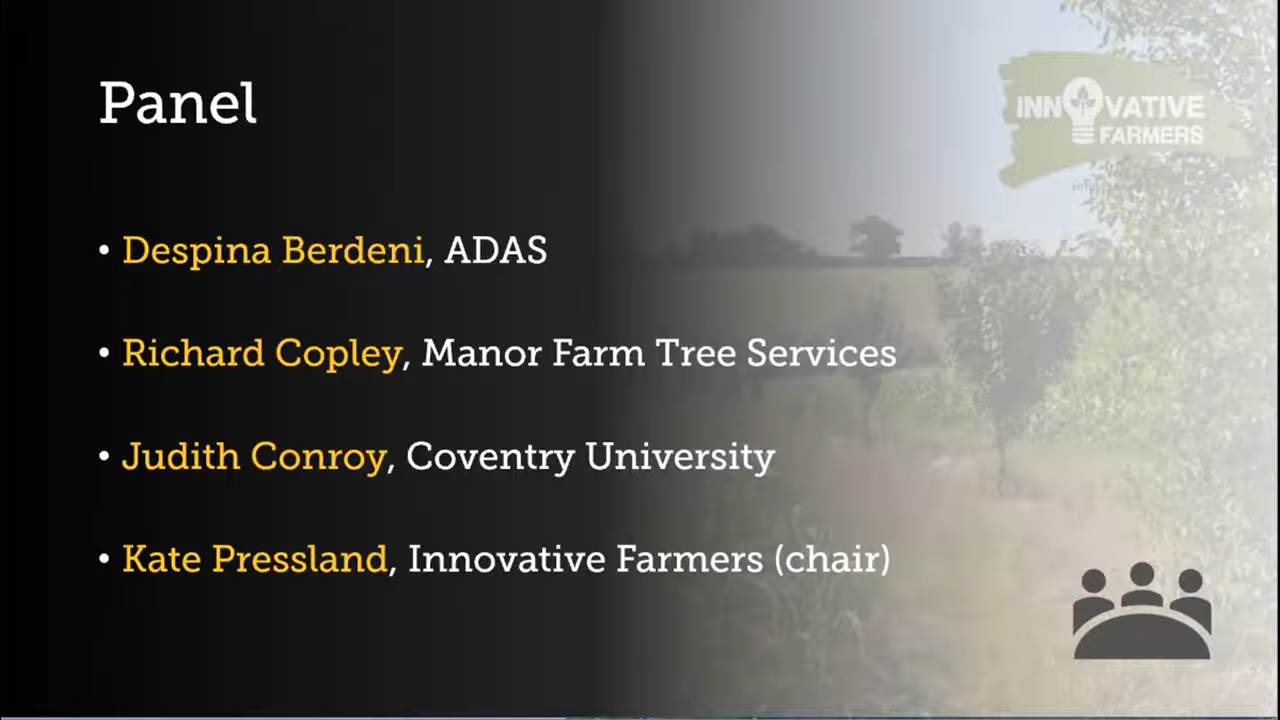 Panel
INNOVATIVE
FARMERS
• Despina Berdeni, ADAS
• Richard Copley, Manor Farm Tree Services
• Judith Conroy, Coventry University
• Kate Pressland, Innovative Farmers (chair)